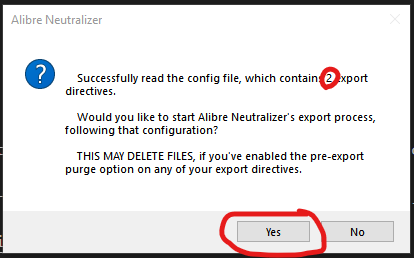 Alibre Neutralizer
Successfully read the config file, which contains 2 export
directives.
Would you like to start Alibre Neutralizer's export process,
following that configuration?
THIS MAY DELETE FILES, if you've enabled the pre-export
purge option on any of your export directives.
Yes
No